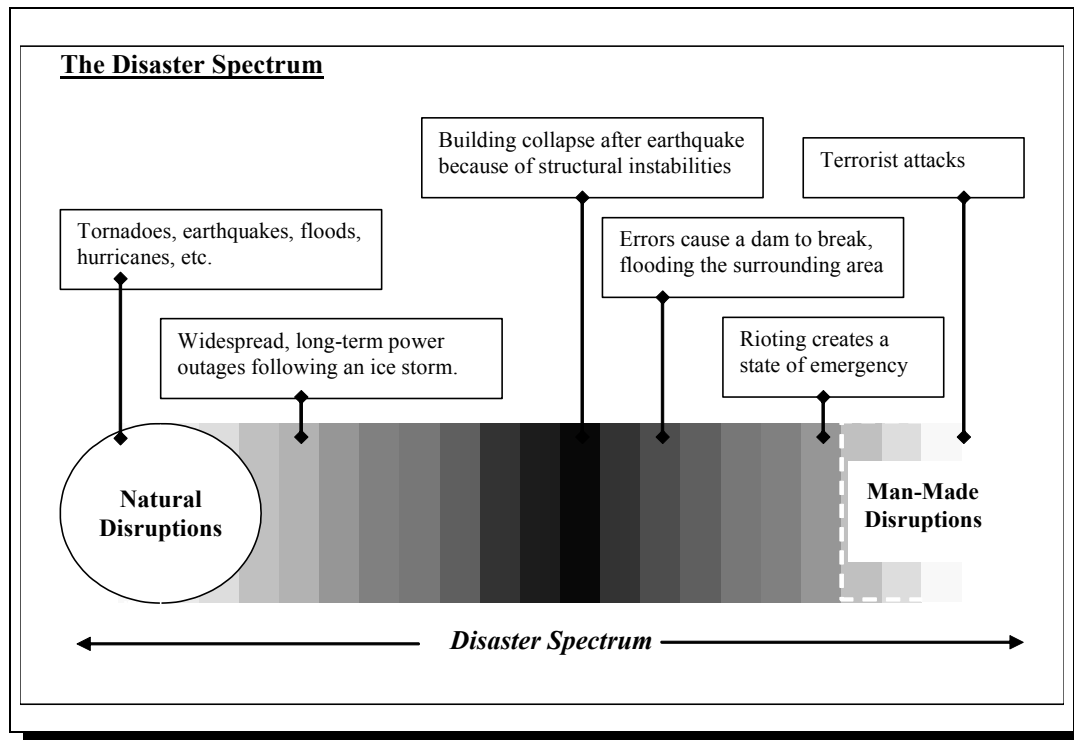 The Disaster Spectrum
Building collapse after earthquake
because of structural instabilities
Terrorist attacks
Tornadoes, earthquakes, floods,
hurricanes, etc.
Errors cause a dam to break,
flooding the surrounding area
Widespread, long-term power
outages following an ice storm.
Rioting creates a
state of emergency
Natural
Disruptions
Man-Made
Disruptions
Disaster Spectrum